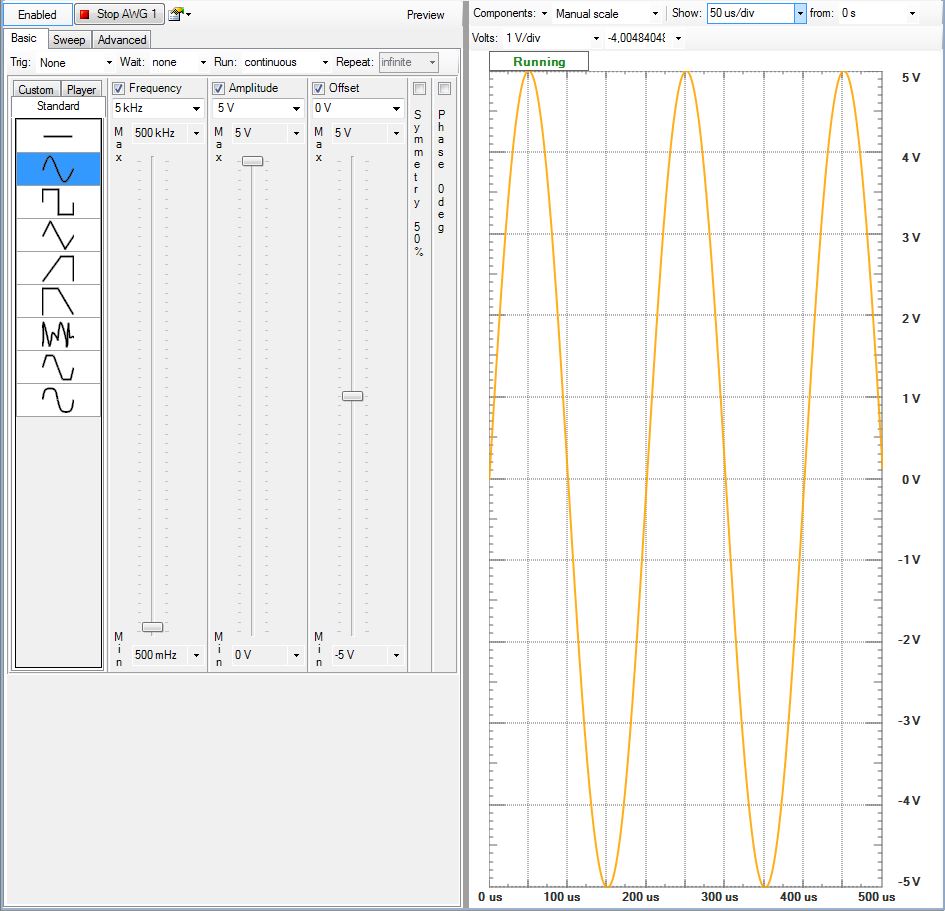 Enabled Stop AWG 1 Preview
Basic Sweep Advanced
Trig: None Wait: none Run: continuous Repeat: infinite
Custom Player
Standard
Frequency
5 kHz
Max 500 kHz
Min 500 mHz
Amplitude
5 V
Max 5 V
Min 0 V
Offset
0 V
Max 5 V
Min -5 V
Symmetry 50%
Phase 0deg
Components: Manual scale Show: 50 us/div from: 0 s
Volts: 1 V/div -4,00484048
Running
5 V
4 V
3 V
2 V
1 V
0 V
-1 V
-2 V
-3 V
-4 V
-5 V
0 us 100 us 200 us 300 us 400 us 500 us